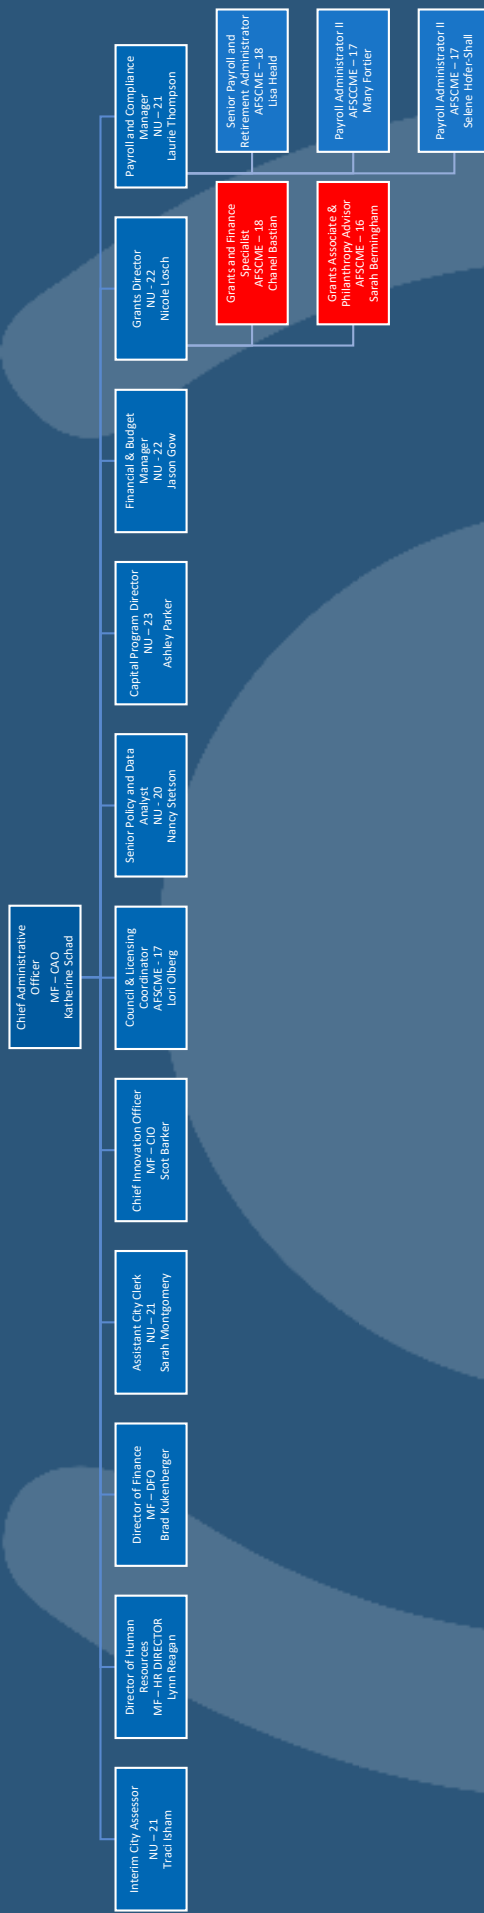 Chief Administrative
Officer
MF – CAO
Katherine Schad
Interim City Assessor
NU – 21
Traci Isham
Director of Human
Resources
MF – HR DIRECTOR
Lynn Reagan
Director of Finance
MF – DFO
Brad Kukenberger
Assistant City Clerk
NU – 21
Sarah Montgomery
Chief Innovation Officer
MF – CIO
Scot Barker
Council & Licensing
Coordinator
AFSCME - 17
Lori Olberg
Senior Policy and Data
Analyst
NU - 20
Nancy Stetson
Capital Program Director
NU – 23
Ashley Parker
Financial & Budget
Manager
NU - 22
Jason Gow
Grants Director
NU - 22
Nicole Losch
Grants and Finance
Specialist
AFSCME – 18
Chanel Bastian
Grants Associate &
Philanthropy Advisor
AFSCME – 16
Sarah Bermingham
Payroll and Compliance
Manager
NU – 21
Laurie Thompson
Senior Payroll and
Retirement Administrator
AFSCME – 18
Lisa Heald
Payroll Administrator II
AFSCCME – 17
Mary Fortier
Payroll Administrator II
AFSCME – 17
Selene Hofer-Shall